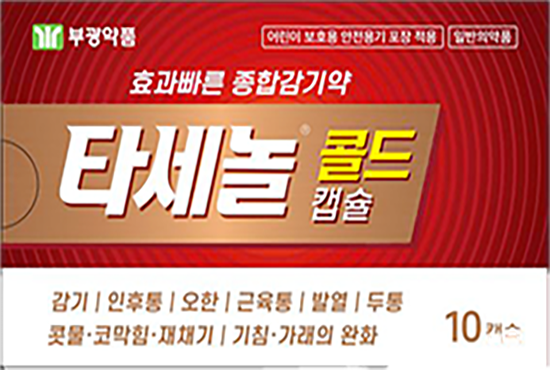 부광약품
어린이 보호용 안전용기 포장 적용 일반의약품
효과빠른 종합감기약
타세놀® 콜드
캡슐
감기 | 인후통 | 오한 | 근육통 | 발열 | 두통
콧물·코막힘·재채기 | 기침·가래의 완화
10 캡슐